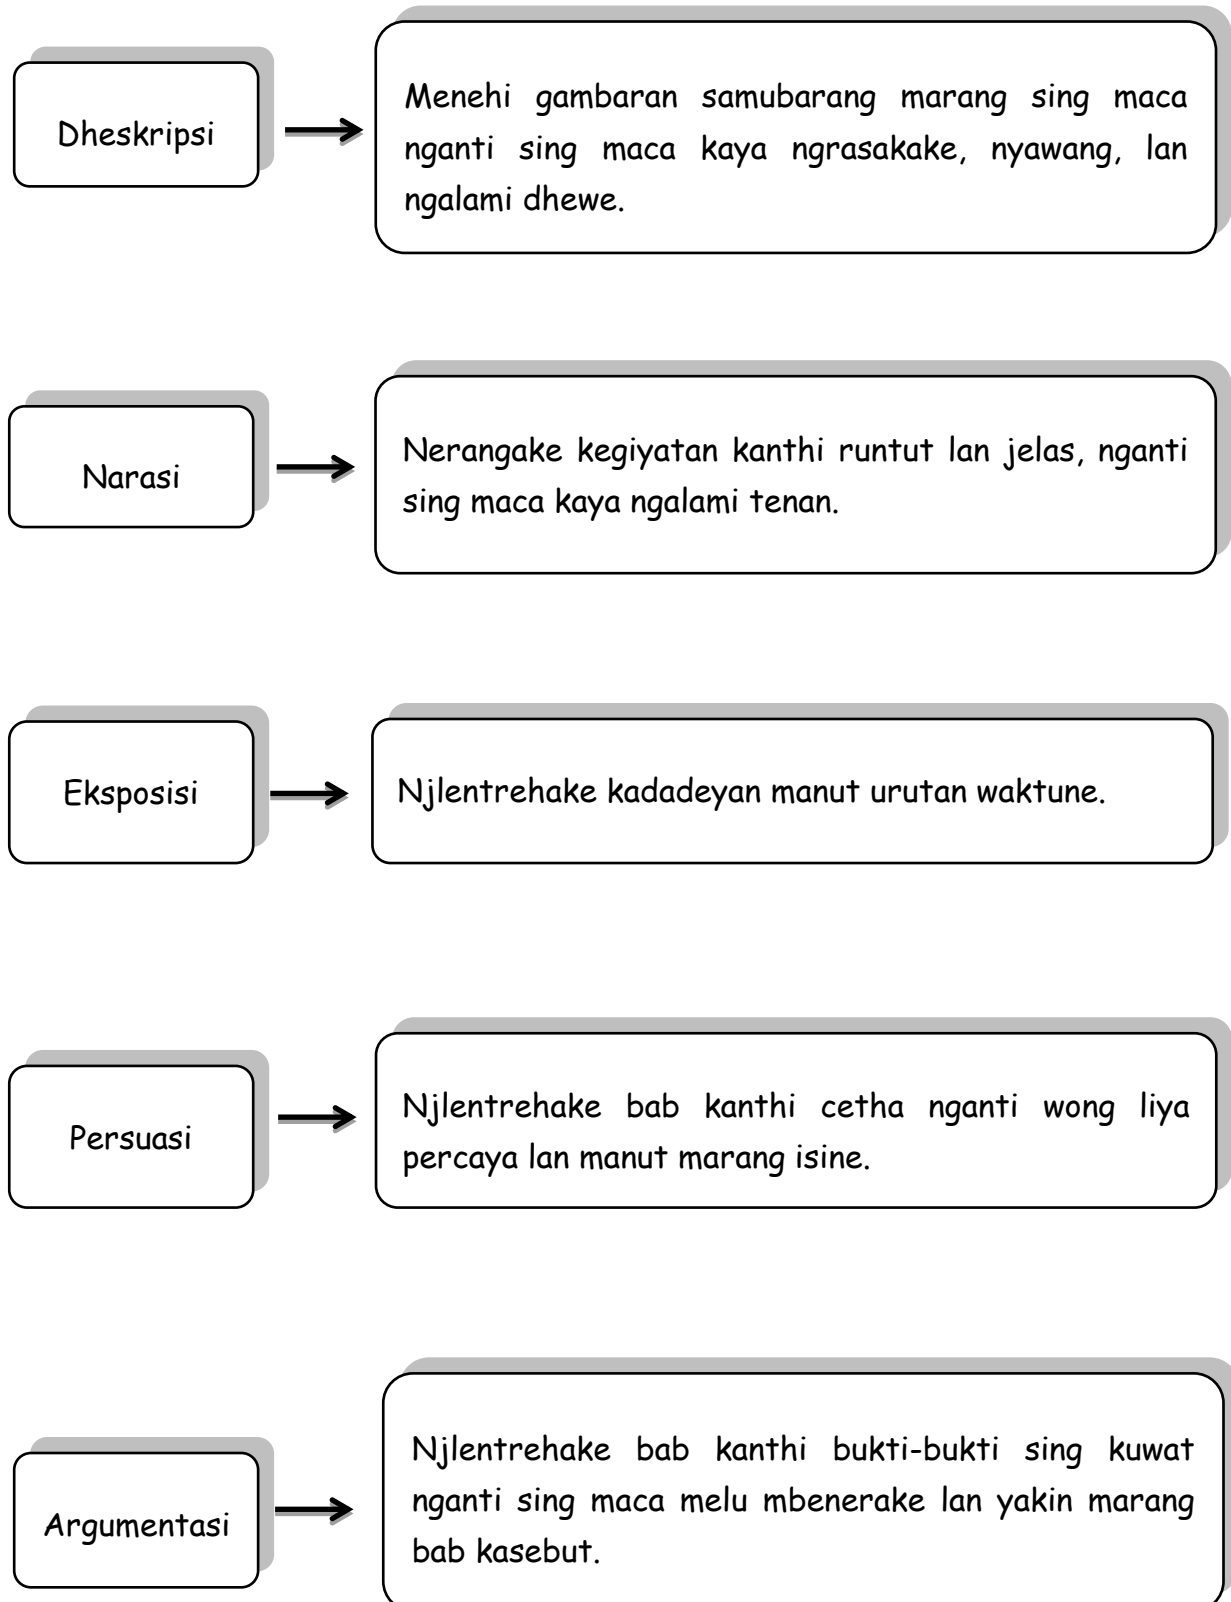 Dheskripsi
Menehi gambaran samubarang marang sing maca
nganti sing maca kaya ngrasakake, nyawang, lan
ngalami dhewe.
Narasi
Nerangake kegiyatan kanthi runtut lan jelas, nganti
sing maca kaya ngalami tenan.
Eksposisi
Njlentrehake kadadeyan manut urutan waktune.
Persuasi
Njlentrehake bab kanthi cetha nganti wong liya
percaya lan manut marang isine.
Argumentasi
Njlentrehake bab kanthi bukti-bukti sing kuwat
nganti sing maca melu mbenerake lan yakin marang
bab kasebut.